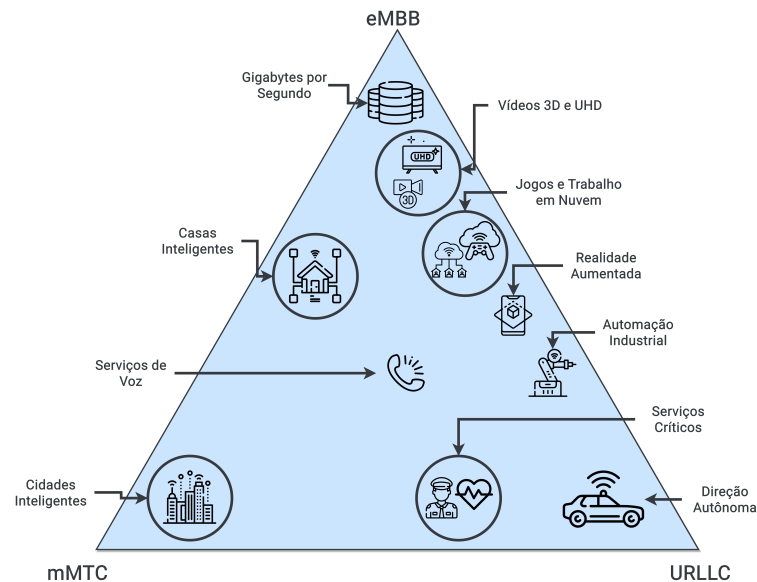 eMBB
Gigabytes por
Segundo
Vídeos 3D e UHD
UHD
3D
Jogos e Trabalho
em Nuvem
Casas
Inteligentes
Realidade
Aumentada
Automação
Industrial
Serviços de
Voz
Serviços
Críticos
Cidades
Inteligentes
Direção
Autônoma
mMTC
URLLC